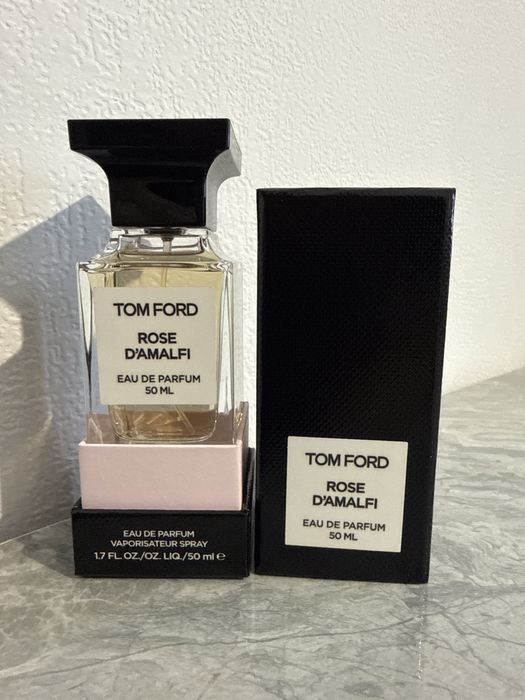 TOM FORD
ROSE
D'AMALFI
EAU DE PARFUM
50 ML
EAU DE PARFUM
VAPORISATEUR SPRAY
1.7 FL. OZ./OZ. LIQ./50 ml ℮
TOM FORD
ROSE
D'AMALFI
EAU DE PARFUM
50 ML